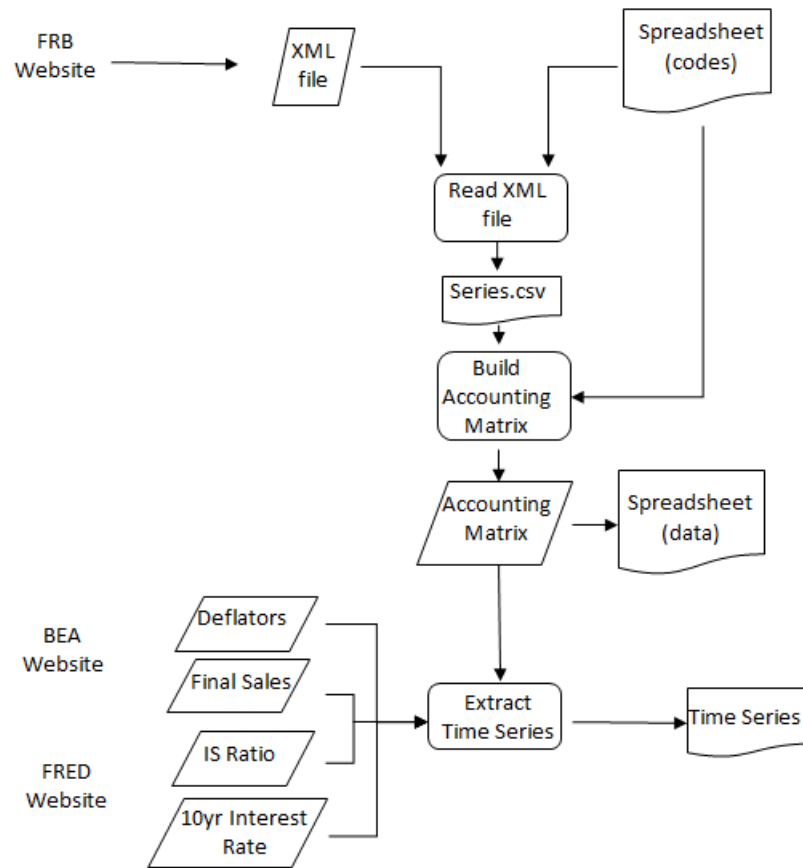 FRB
Website
XML
file
Spreadsheet
(codes)
Read XML
file
Series.csv
Build
Accounting
Matrix
Accounting
Matrix
Spreadsheet
(data)
BEA
Website
Deflators
Final Sales
FRED
Website
IS Ratio
10yr Interest
Rate
Extract
Time Series
Time Series